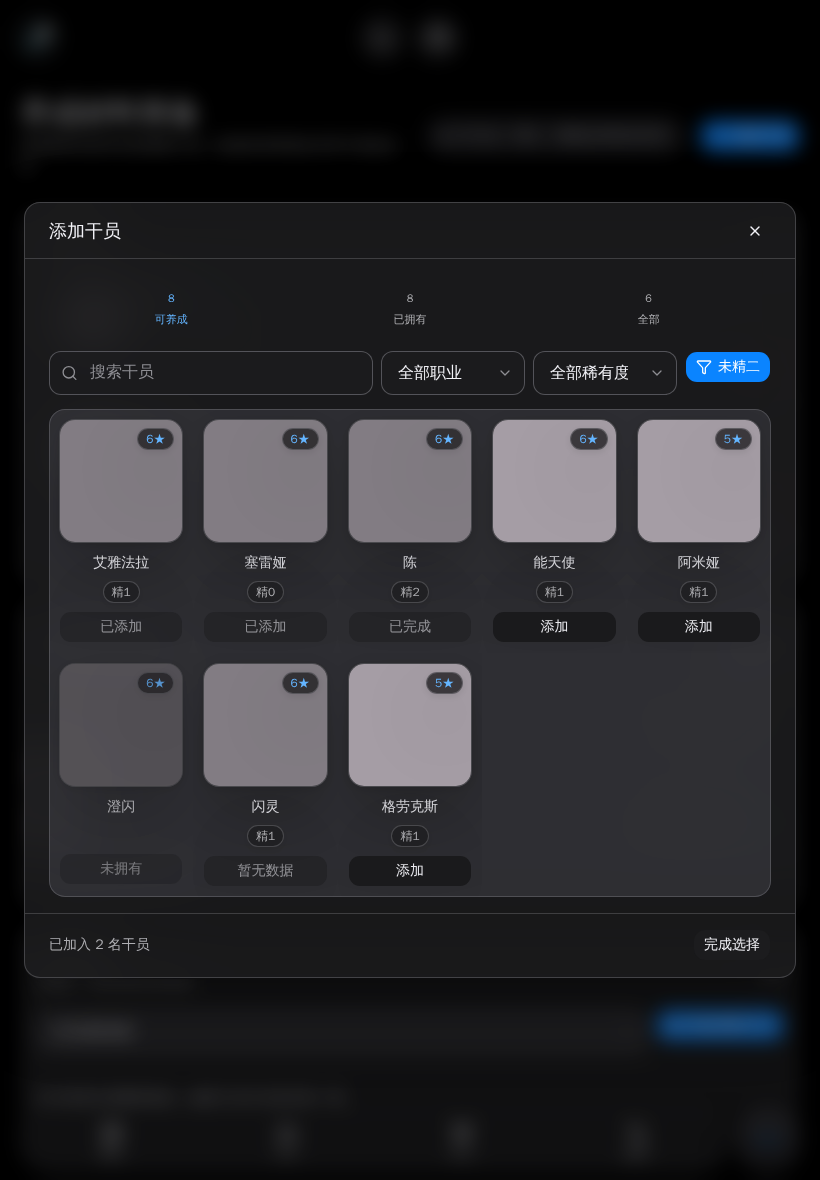 添加干员
8
可养成
8
已拥有
6
全部
搜索干员
全部职业
全部稀有度
未精二
6★
6★
6★
6★
5★
艾雅法拉
塞雷娅
陈
能天使
阿米娅
精1
精0
精2
精1
精1
已添加
已添加
已完成
添加
添加
6★
6★
5★
澄闪
闪灵
格劳克斯
精1
精1
未拥有
暂无数据
添加
已加入 2 名干员
完成选择